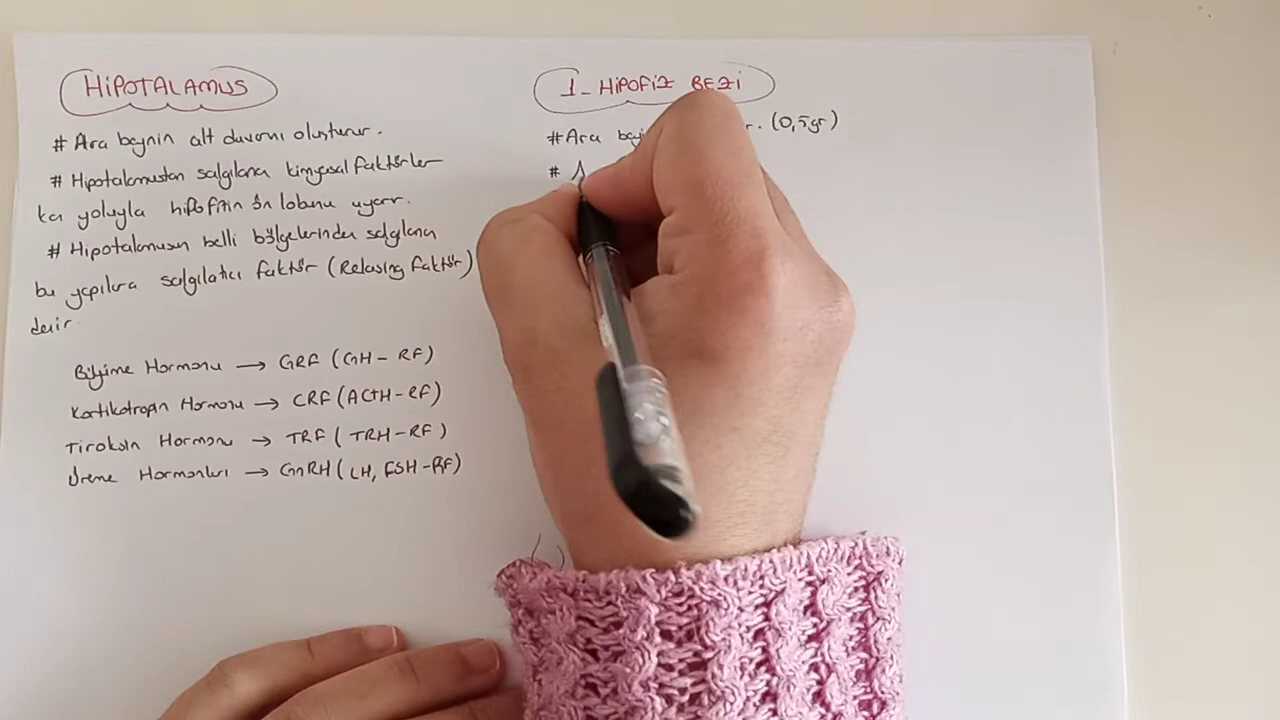 HİPOTALAMUS
# Ara beynin alt duvarını oluşturur.
# Hipotalamustan salgılanan kimyasal faktörler
kan yoluyla hipofizin ön lobunu uyarır.
# Hipotalamusun belli bölgelerinden salgılanan
bu yapılara salgılatıcı faktör (Relasing faktör)
denir.
Büyüme Hormonu → GRF (GH-RF)
Kortikotropin Hormonu → CRF (ACTH-RF)
Tiroksin Hormonu → TRF (TRH-RF)
Üreme Hormonları → GnRH (LH, FSH-RF)
1- HİPOFİZ BEZİ
# Ara (0,5gr)
#